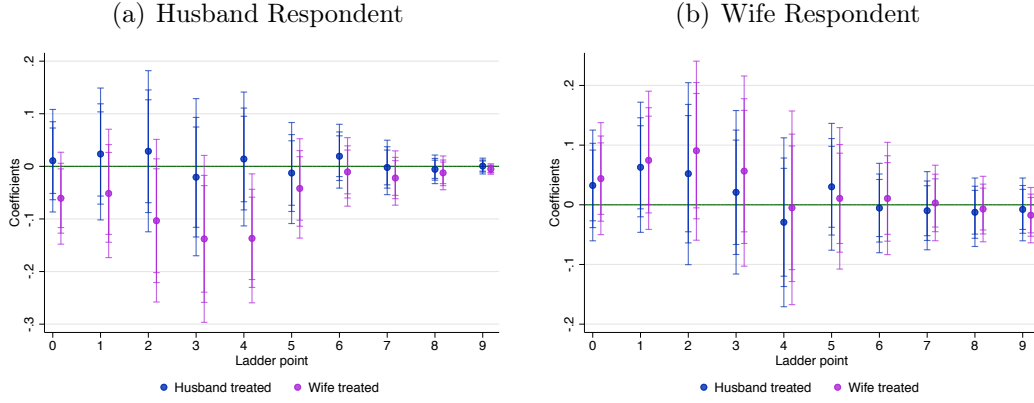 (a) Husband Respondent
(b) Wife Respondent
Coefficients
.2
.1
0
-.1
-.2
-.3
0 1 2 3 4 5 6 7 8 9
Ladder point
Husband treated Wife treated
Coefficients
.2
.1
0
-.1
-.2
0 1 2 3 4 5 6 7 8 9
Ladder point
Husband treated Wife treated